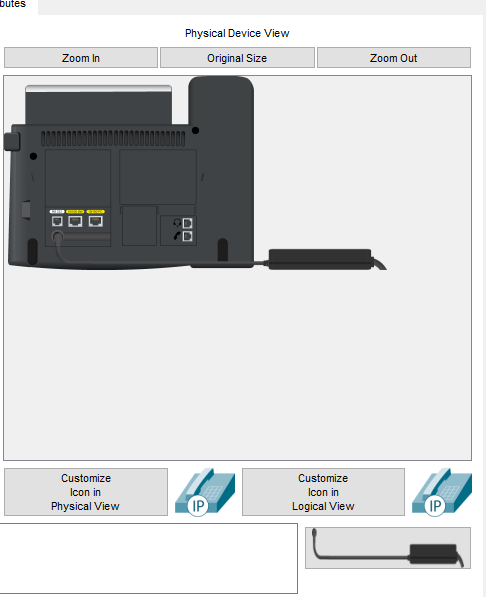 butes
Physical Device View
Zoom In
Original Size
Zoom Out
Customize
Icon in
Physical View
IP
Customize
Icon in
Logical View
IP